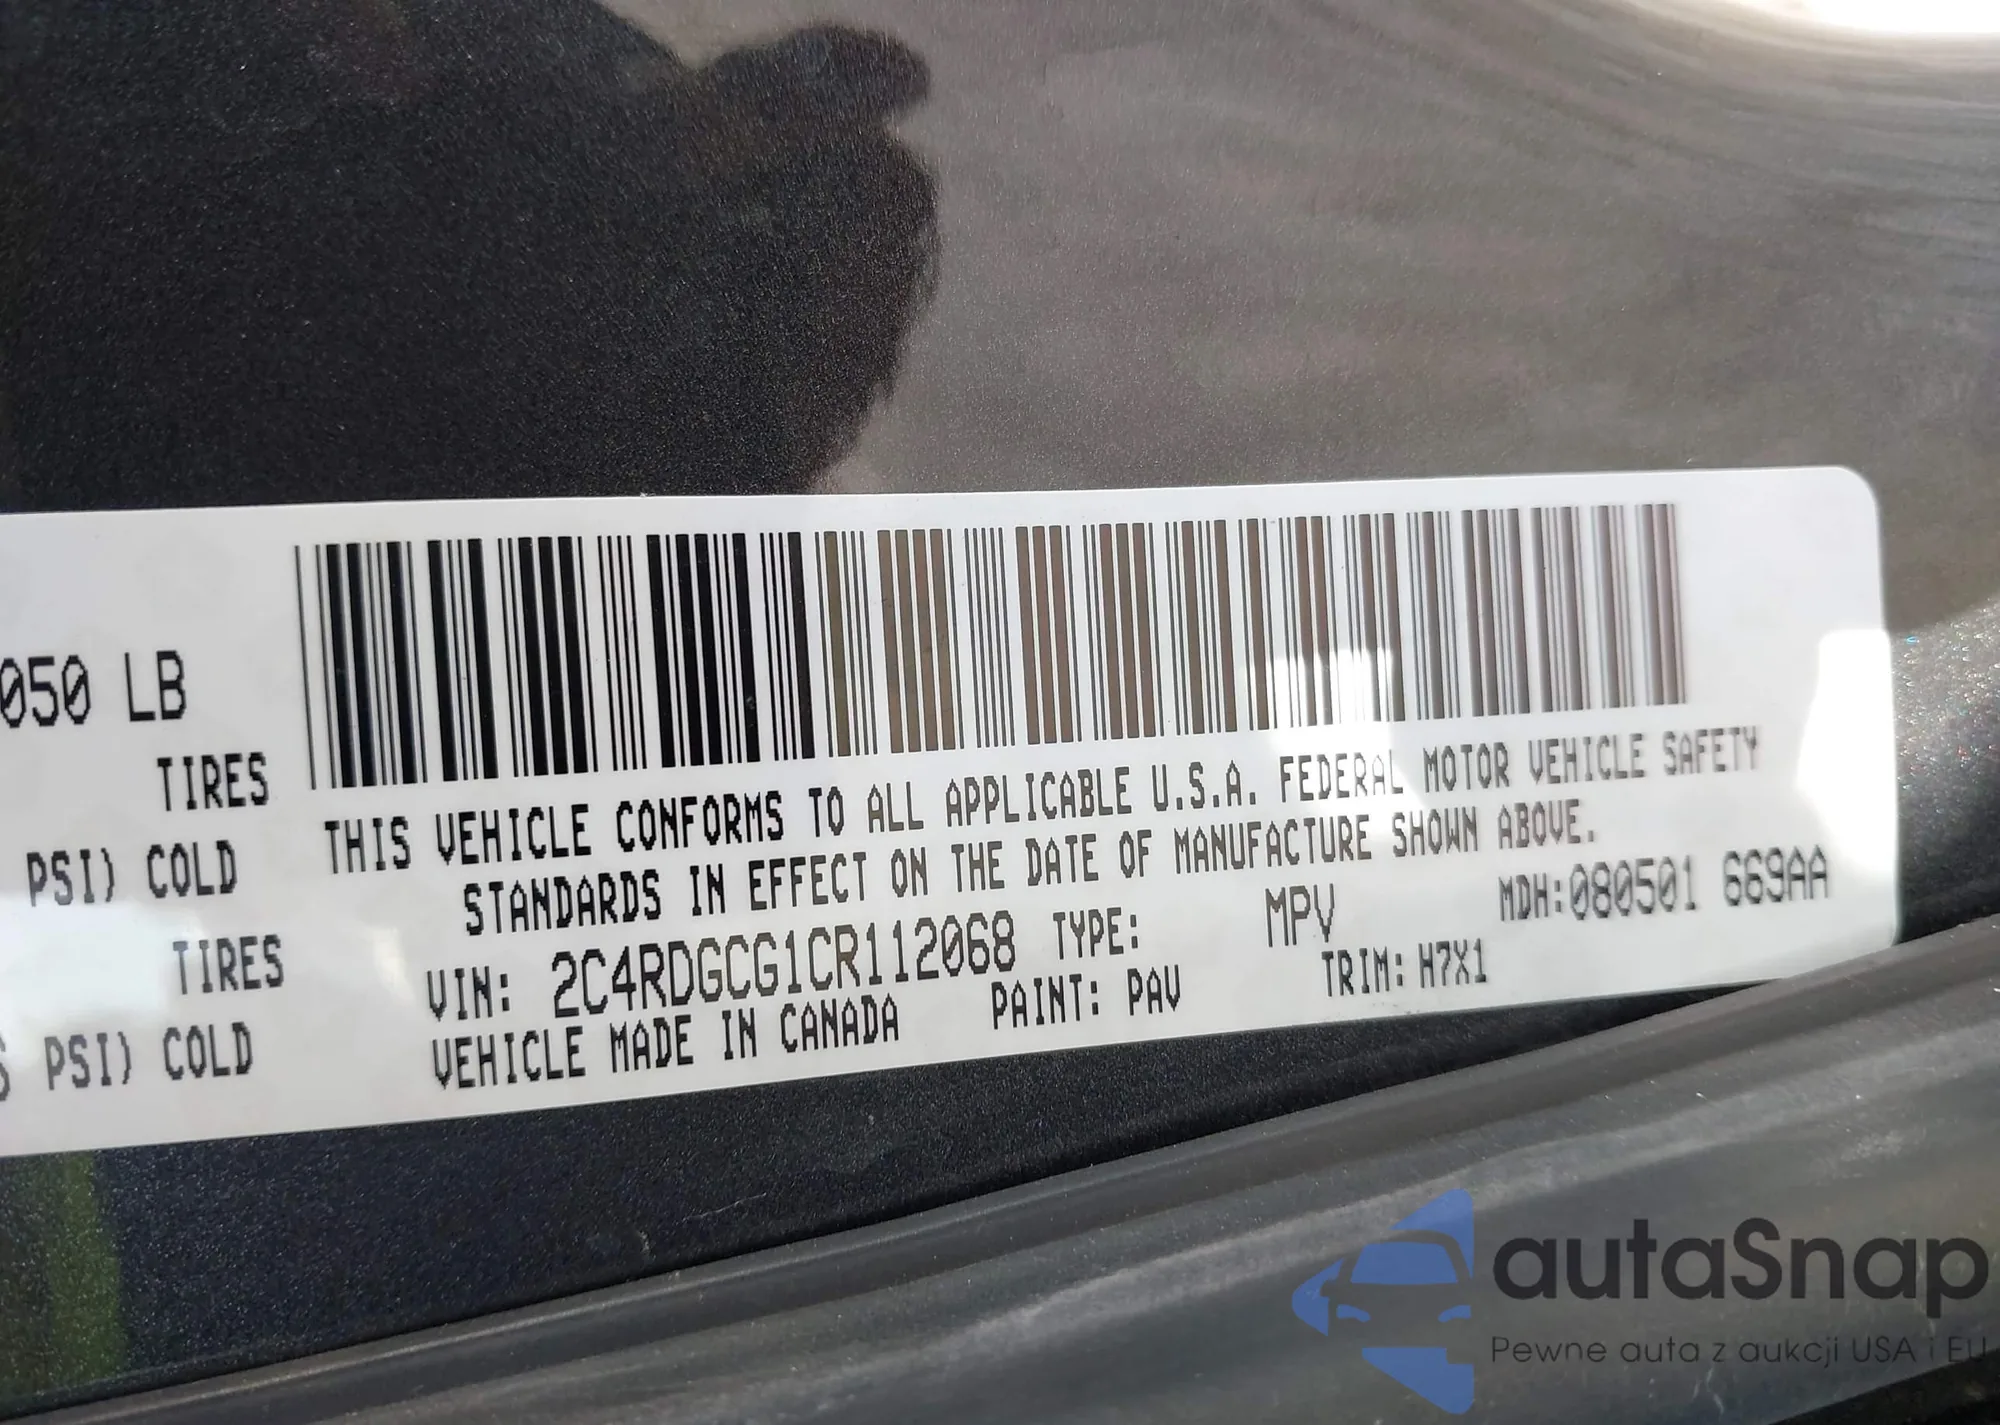 050 LB
TIRES
PSI) COLD
TIRES
PSI) COLD
THIS VEHICLE CONFORMS TO ALL APPLICABLE U.S.A. FEDERAL MOTOR VEHICLE SAFETY
STANDARDS IN EFFECT ON THE DATE OF MANUFACTURE SHOWN ABOVE.
MDH:080501 669AA
VIN: 2C4RDGCG1CR112068 TYPE: MPV
VEHICLE MADE IN CANADA PAINT: PAV TRIM: H7X1
autaSnap
Pewne auta z aukcji USA i EU